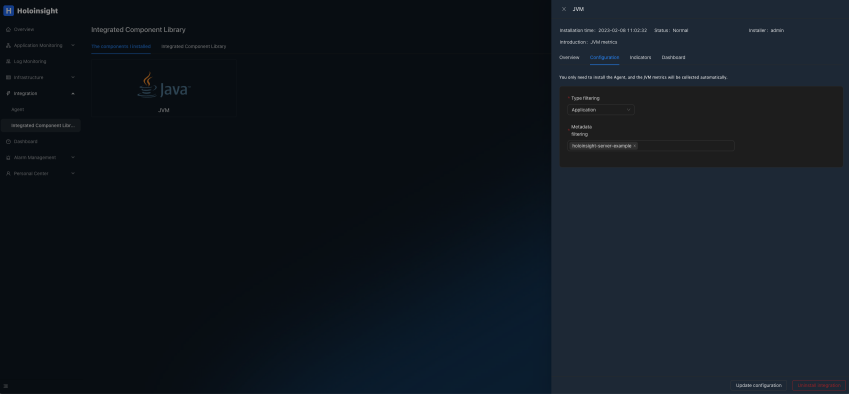 Holoinsight
Overview
Application Monitoring
Log Monitoring
Infrastructure
Integration
Agent
Integrated Component Libr...
Dashboard
Alarm Management
Personal Center
Integrated Component Library
The components Installed Integrated Component Library
Java
JVM
JVM
Installation time: 2023-02-08 11:02:32 Status: Normal Installer: admin
Introduction: JVM metrics
Overview Configuration Indicators Dashboard
You only need to install the Agent, and the JVM metrics will be collected automatically.
Type filtering
Application
Metadata
filtering
holoinsight-server-example ×
Update configuration